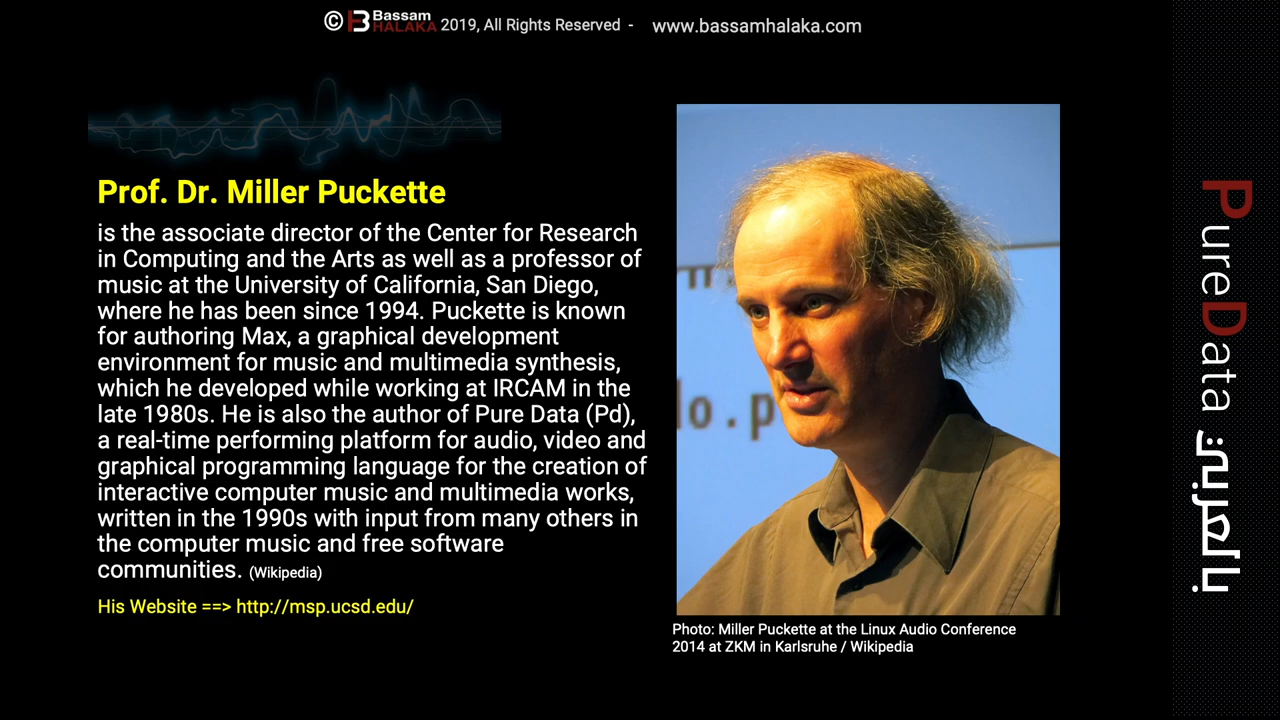 © Bassam HALAKA 2019, All Rights Reserved - www.bassamhalaka.com
Prof. Dr. Miller Puckette
is the associate director of the Center for Research
in Computing and the Arts as well as a professor of
music at the University of California, San Diego,
where he has been since 1994. Puckette is known
for authoring Max, a graphical development
environment for music and multimedia synthesis,
which he developed while working at IRCAM in the
late 1980s. He is also the author of Pure Data (Pd),
a real-time performing platform for audio, video and
graphical programming language for the creation of
interactive computer music and multimedia works,
written in the 1990s with input from many others in
the computer music and free software
communities. (Wikipedia)
His Website ==> http://msp.ucsd.edu/
Photo: Miller Puckette at the Linux Audio Conference
2014 at ZKM in Karlsruhe / Wikipedia
PureData بالعربيّ